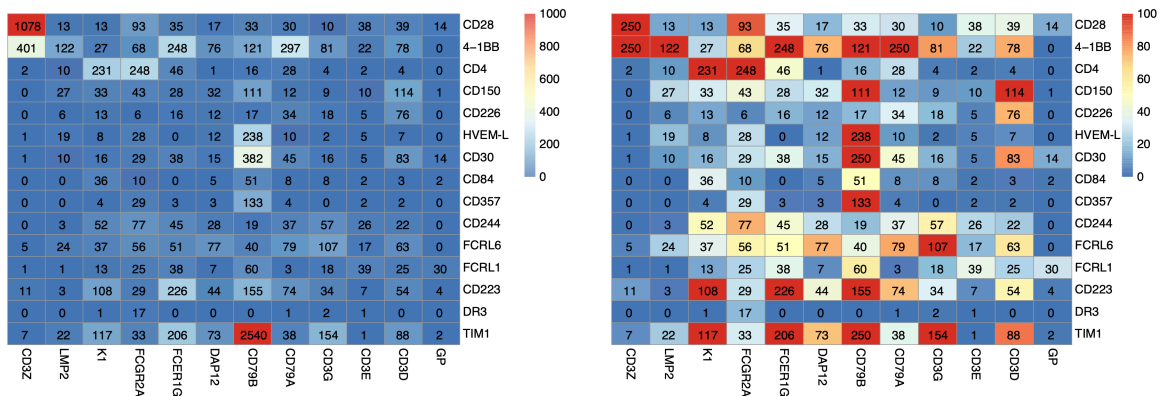 1078 13 13 93 35 17 33 30 10 38 39 14 CD28
401 122 27 68 248 76 121 297 81 22 78 0 4-1BB
2 10 231 248 46 1 16 28 4 2 4 0 CD4
0 27 33 43 28 32 111 12 9 10 114 1 CD150
0 6 13 6 16 12 17 34 18 5 76 0 CD226
1 19 8 28 0 12 238 10 2 5 7 0 HVEM-L
1 10 16 29 38 15 382 45 16 5 83 14 CD30
0 0 36 10 0 5 51 8 8 2 3 2 CD84
0 0 4 29 3 3 133 4 0 2 2 0 CD357
0 3 52 77 45 28 19 37 57 26 22 0 CD244
5 24 37 56 51 77 40 79 107 17 63 0 FCRL6
1 1 13 25 38 7 60 3 18 39 25 30 FCRL1
11 3 108 29 226 44 155 74 34 7 54 4 CD223
0 0 1 17 0 0 0 1 2 1 0 0 DR3
7 22 117 33 206 73 2540 38 154 1 88 2 TIM1
CD3Z LMP2 K1 FCGR2A FCER1G DAP12 CD79B CD79A CD3G CD3E CD3D GP
1000
800
600
400
200
0
250 13 13 93 35 17 33 30 10 38 39 14 CD28
250 122 27 68 248 76 121 250 81 22 78 0 4-1BB
2 10 231 248 46 1 16 28 4 2 4 0 CD4
0 27 33 43 28 32 111 12 9 10 114 1 CD150
0 6 13 6 16 12 17 34 18 5 76 0 CD226
1 19 8 28 0 12 238 10 2 5 7 0 HVEM-L
1 10 16 29 38 15 250 45 16 5 83 14 CD30
0 0 36 10 0 5 51 8 8 2 3 2 CD84
0 0 4 29 3 3 133 4 0 2 2 0 CD357
0 3 52 77 45 28 19 37 57 26 22 0 CD244
5 24 37 56 51 77 40 79 107 17 63 0 FCRL6
1 1 13 25 38 7 60 3 18 39 25 30 FCRL1
11 3 108 29 226 44 155 74 34 7 54 4 CD223
0 0 1 17 0 0 0 1 2 1 0 0 DR3
7 22 117 33 206 73 250 38 154 1 88 2 TIM1
CD3Z LMP2 K1 FCGR2A FCER1G DAP12 CD79B CD79A CD3G CD3E CD3D GP
100
80
60
40
20
0